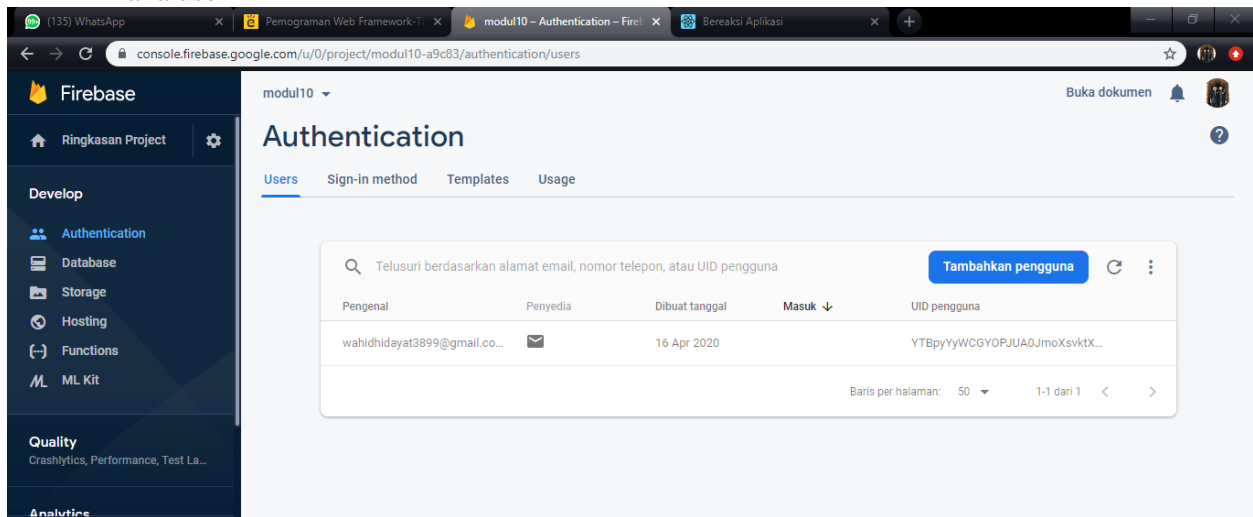 (135) WhatsApp
Pemograman Web Framework-TI
modul10 – Authentication – Fireb
Bereaksi Aplikasi
console.firebase.google.com/u/0/project/modul10-a9c83/authentication/users
Firebase
modul10
Buka dokumen
Ringkasan Project
Authentication
Users Sign-in method Templates Usage
Develop
Authentication
Database
Storage
Hosting
Functions
ML Kit
Telusuri berdasarkan alamat email, nomor telepon, atau UID pengguna
Tambahkan pengguna
Pengenal Penyedia Dibuat tanggal Masuk UID pengguna
wahidhidayat3899@gmail.co... 16 Apr 2020 YTBpyYyWCGYOPJUA0JmoXsvktX...
Baris per halaman: 50 1-1 dari 1
Quality
Crashlytics, Performance, Test La...
Analytics